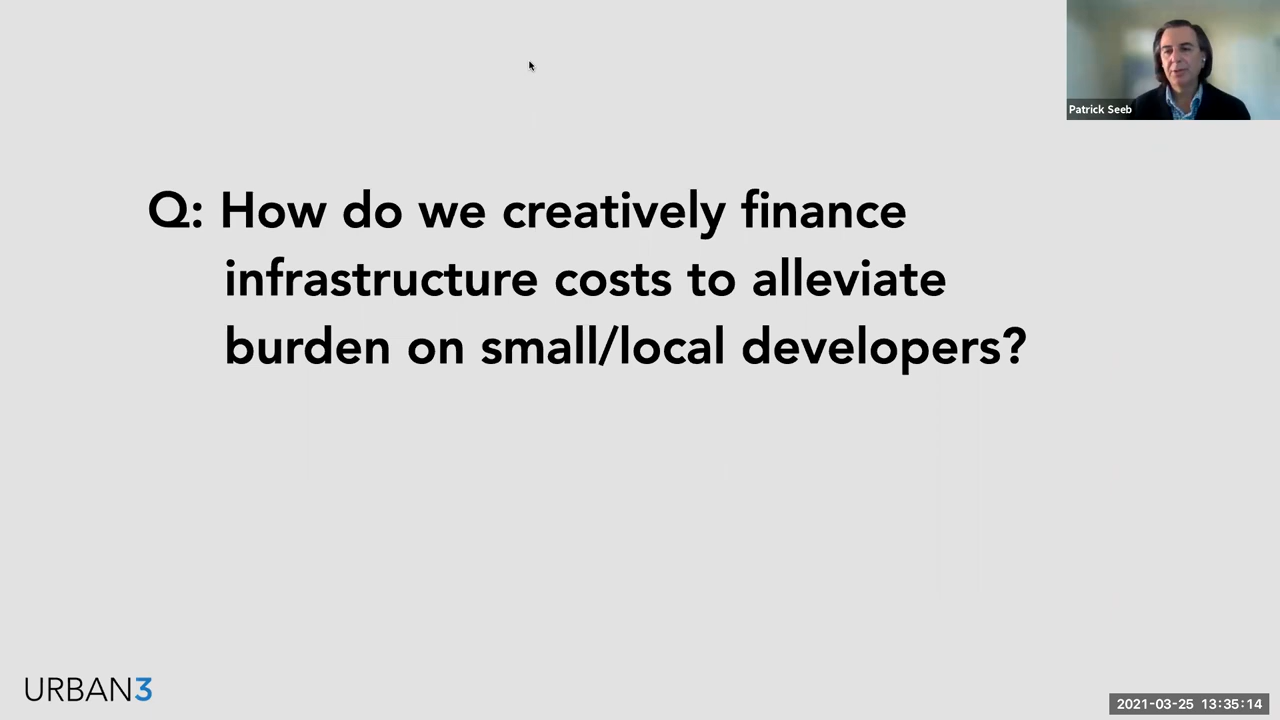 Patrick Seeb
Q: How do we creatively finance
infrastructure costs to alleviate
burden on small/local developers?
URBAN3
2021-03-25 13:35:14